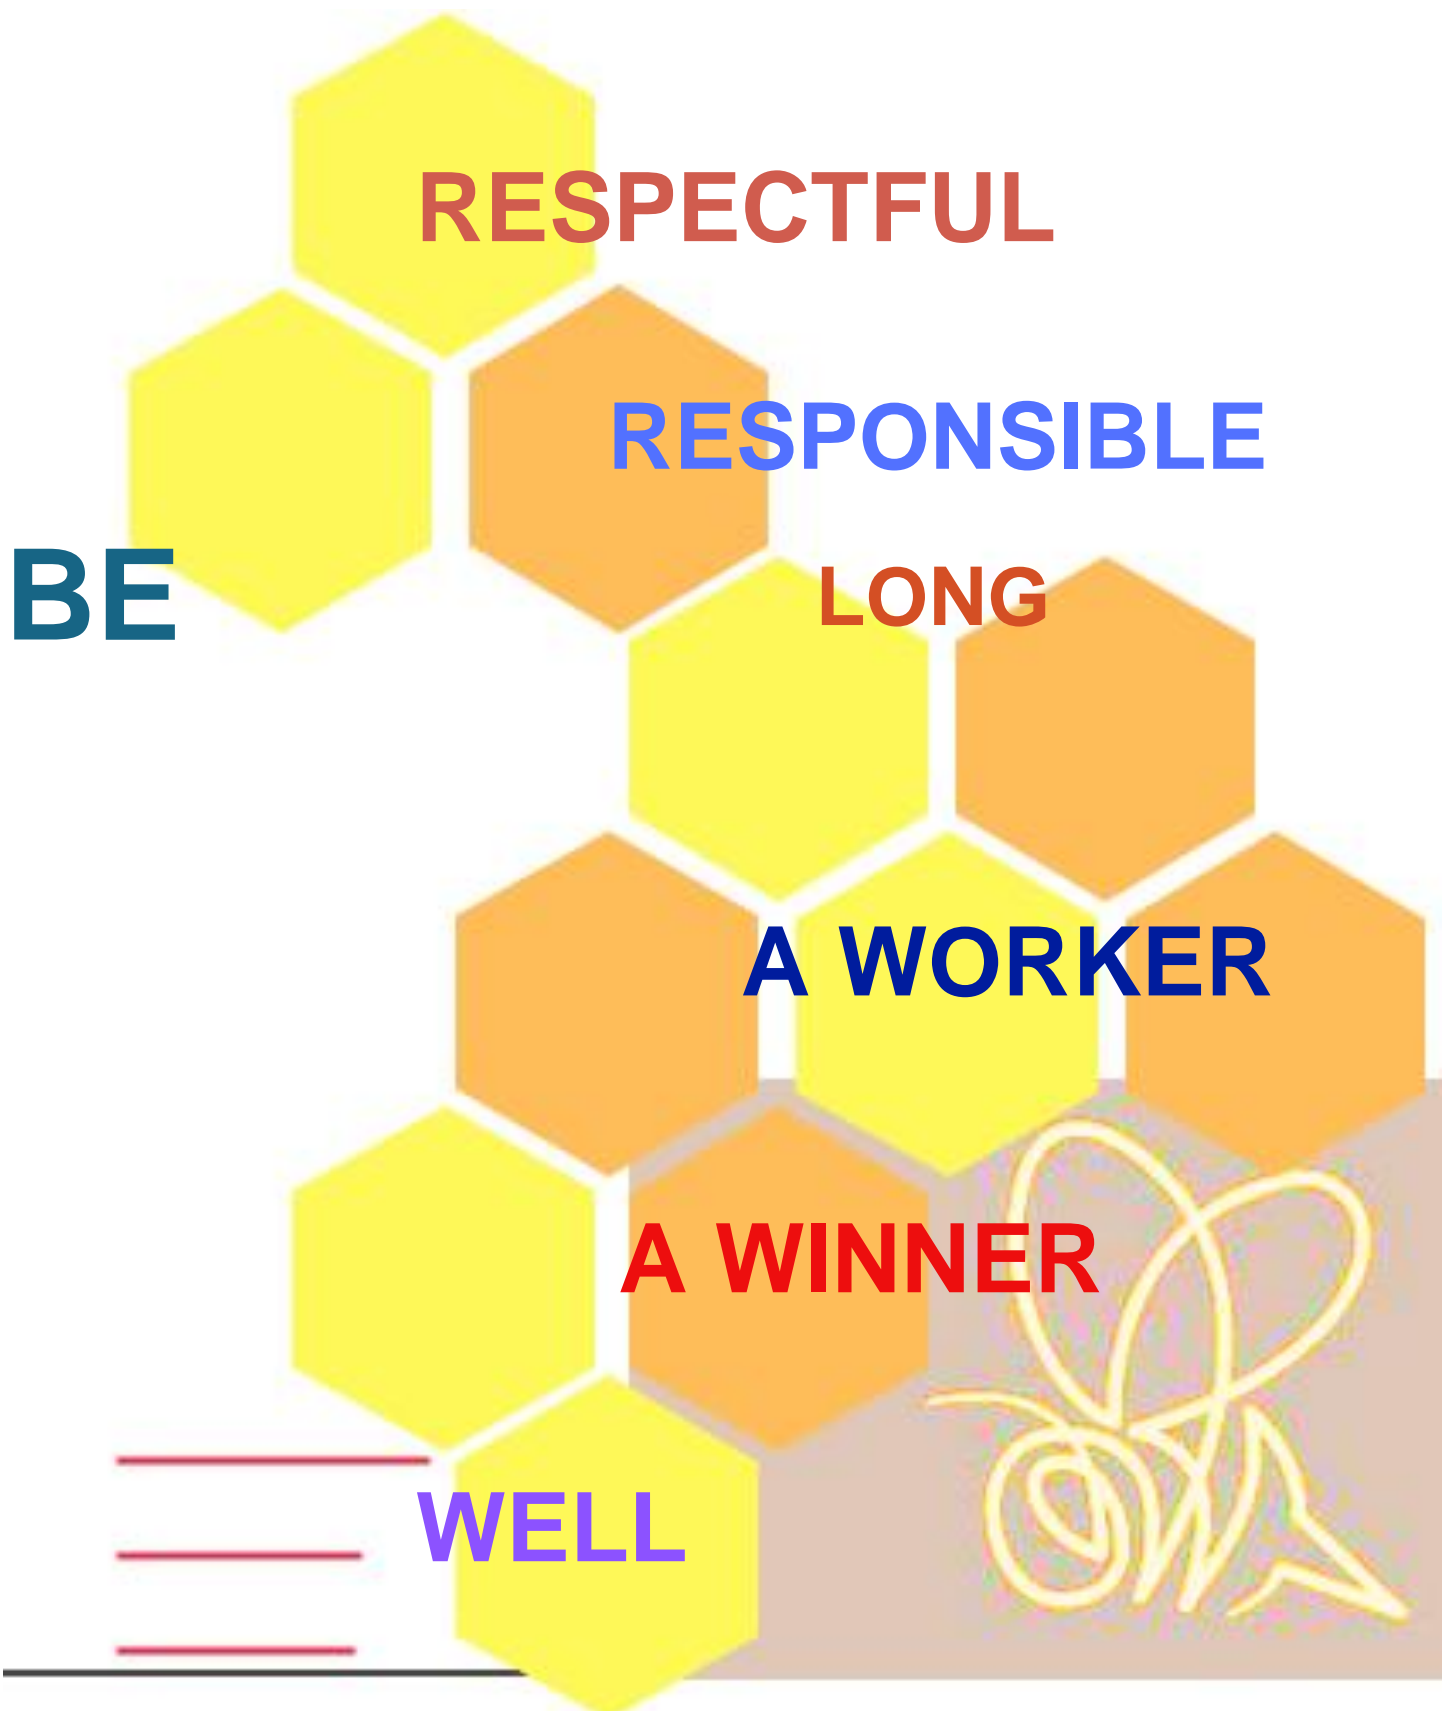 RESPECTFUL
RESPONSIBLE
BE
LONG
A WORKER
A WINNER
WELL